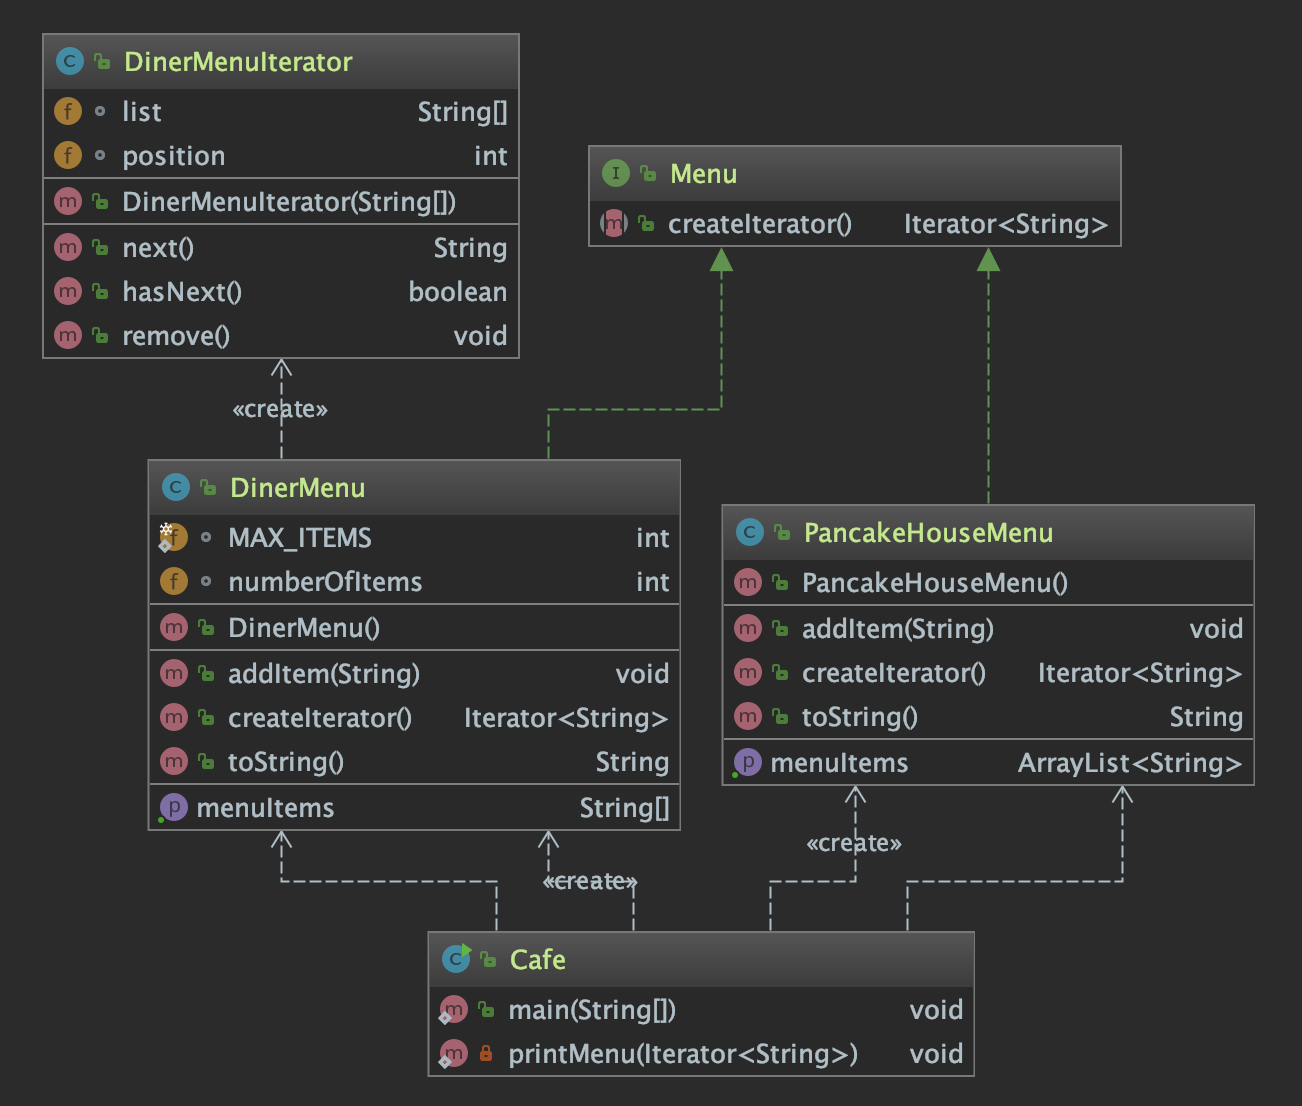 DinerMenuIterator
list String[]
position int
DinerMenuIterator(String[])
next() String
hasNext() boolean
remove() void
Menu
createIterator() Iterator<String>
«create»
DinerMenu
MAX_ITEMS int
numberOfItems int
DinerMenu()
addItem(String) void
createIterator() Iterator<String>
toString() String
menuItems String[]
PancakeHouseMenu
PancakeHouseMenu()
addItem(String) void
createIterator() Iterator<String>
toString() String
menuItems ArrayList<String>
«create»
«create»
Cafe
main(String[]) void
printMenu(Iterator<String>) void